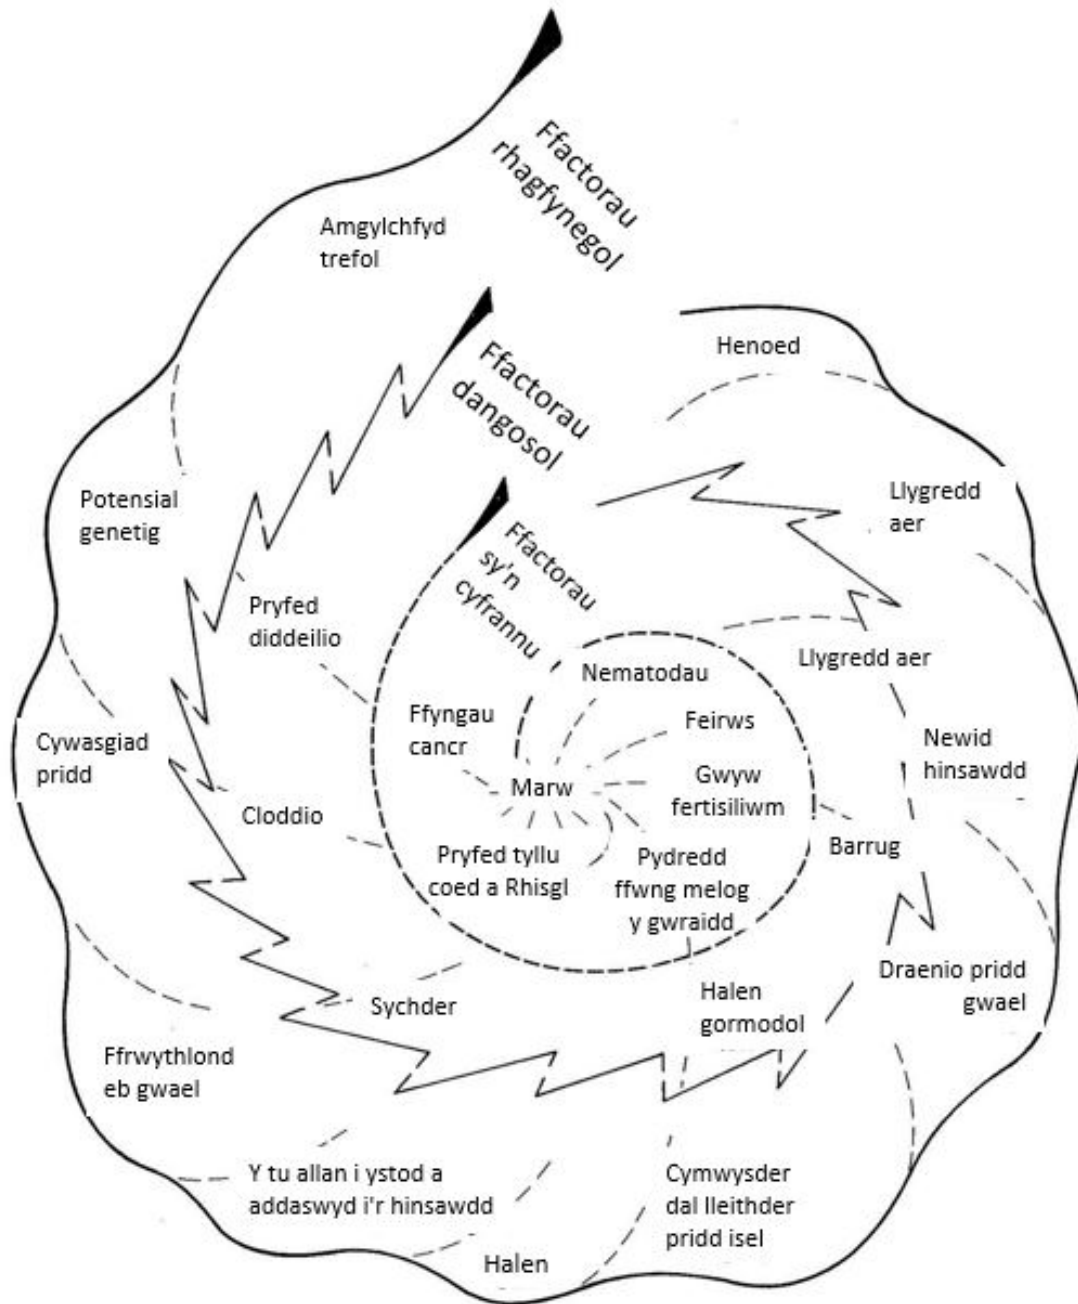 Ffactorau
rhagfynegol
Amgylchfyd
trefol
Ffactorau
dangosol
Henoed
Potensial
genetig
Llygredd
aer
Ffactorau
sy'n
cyfrannu
Pryfed
diddeilio
Llygredd aer
Nematodau
Ffyngau
cancr
Feirws
Cywasgiad
pridd
Newid
hinsawdd
Marw
Gwyw
fertisiliwm
Cloddio
Barrug
Pryfed tyllu
coed a Rhisgl
Pydredd
ffwng melog
y gwraidd
Draenio pridd
gwael
Sychder
Halen
gormodol
Ffrwythlond
eb gwael
Y tu allan i ystod a
addaswyd i'r hinsawdd
Cymwysder
dal lleithder
pridd isel
Halen